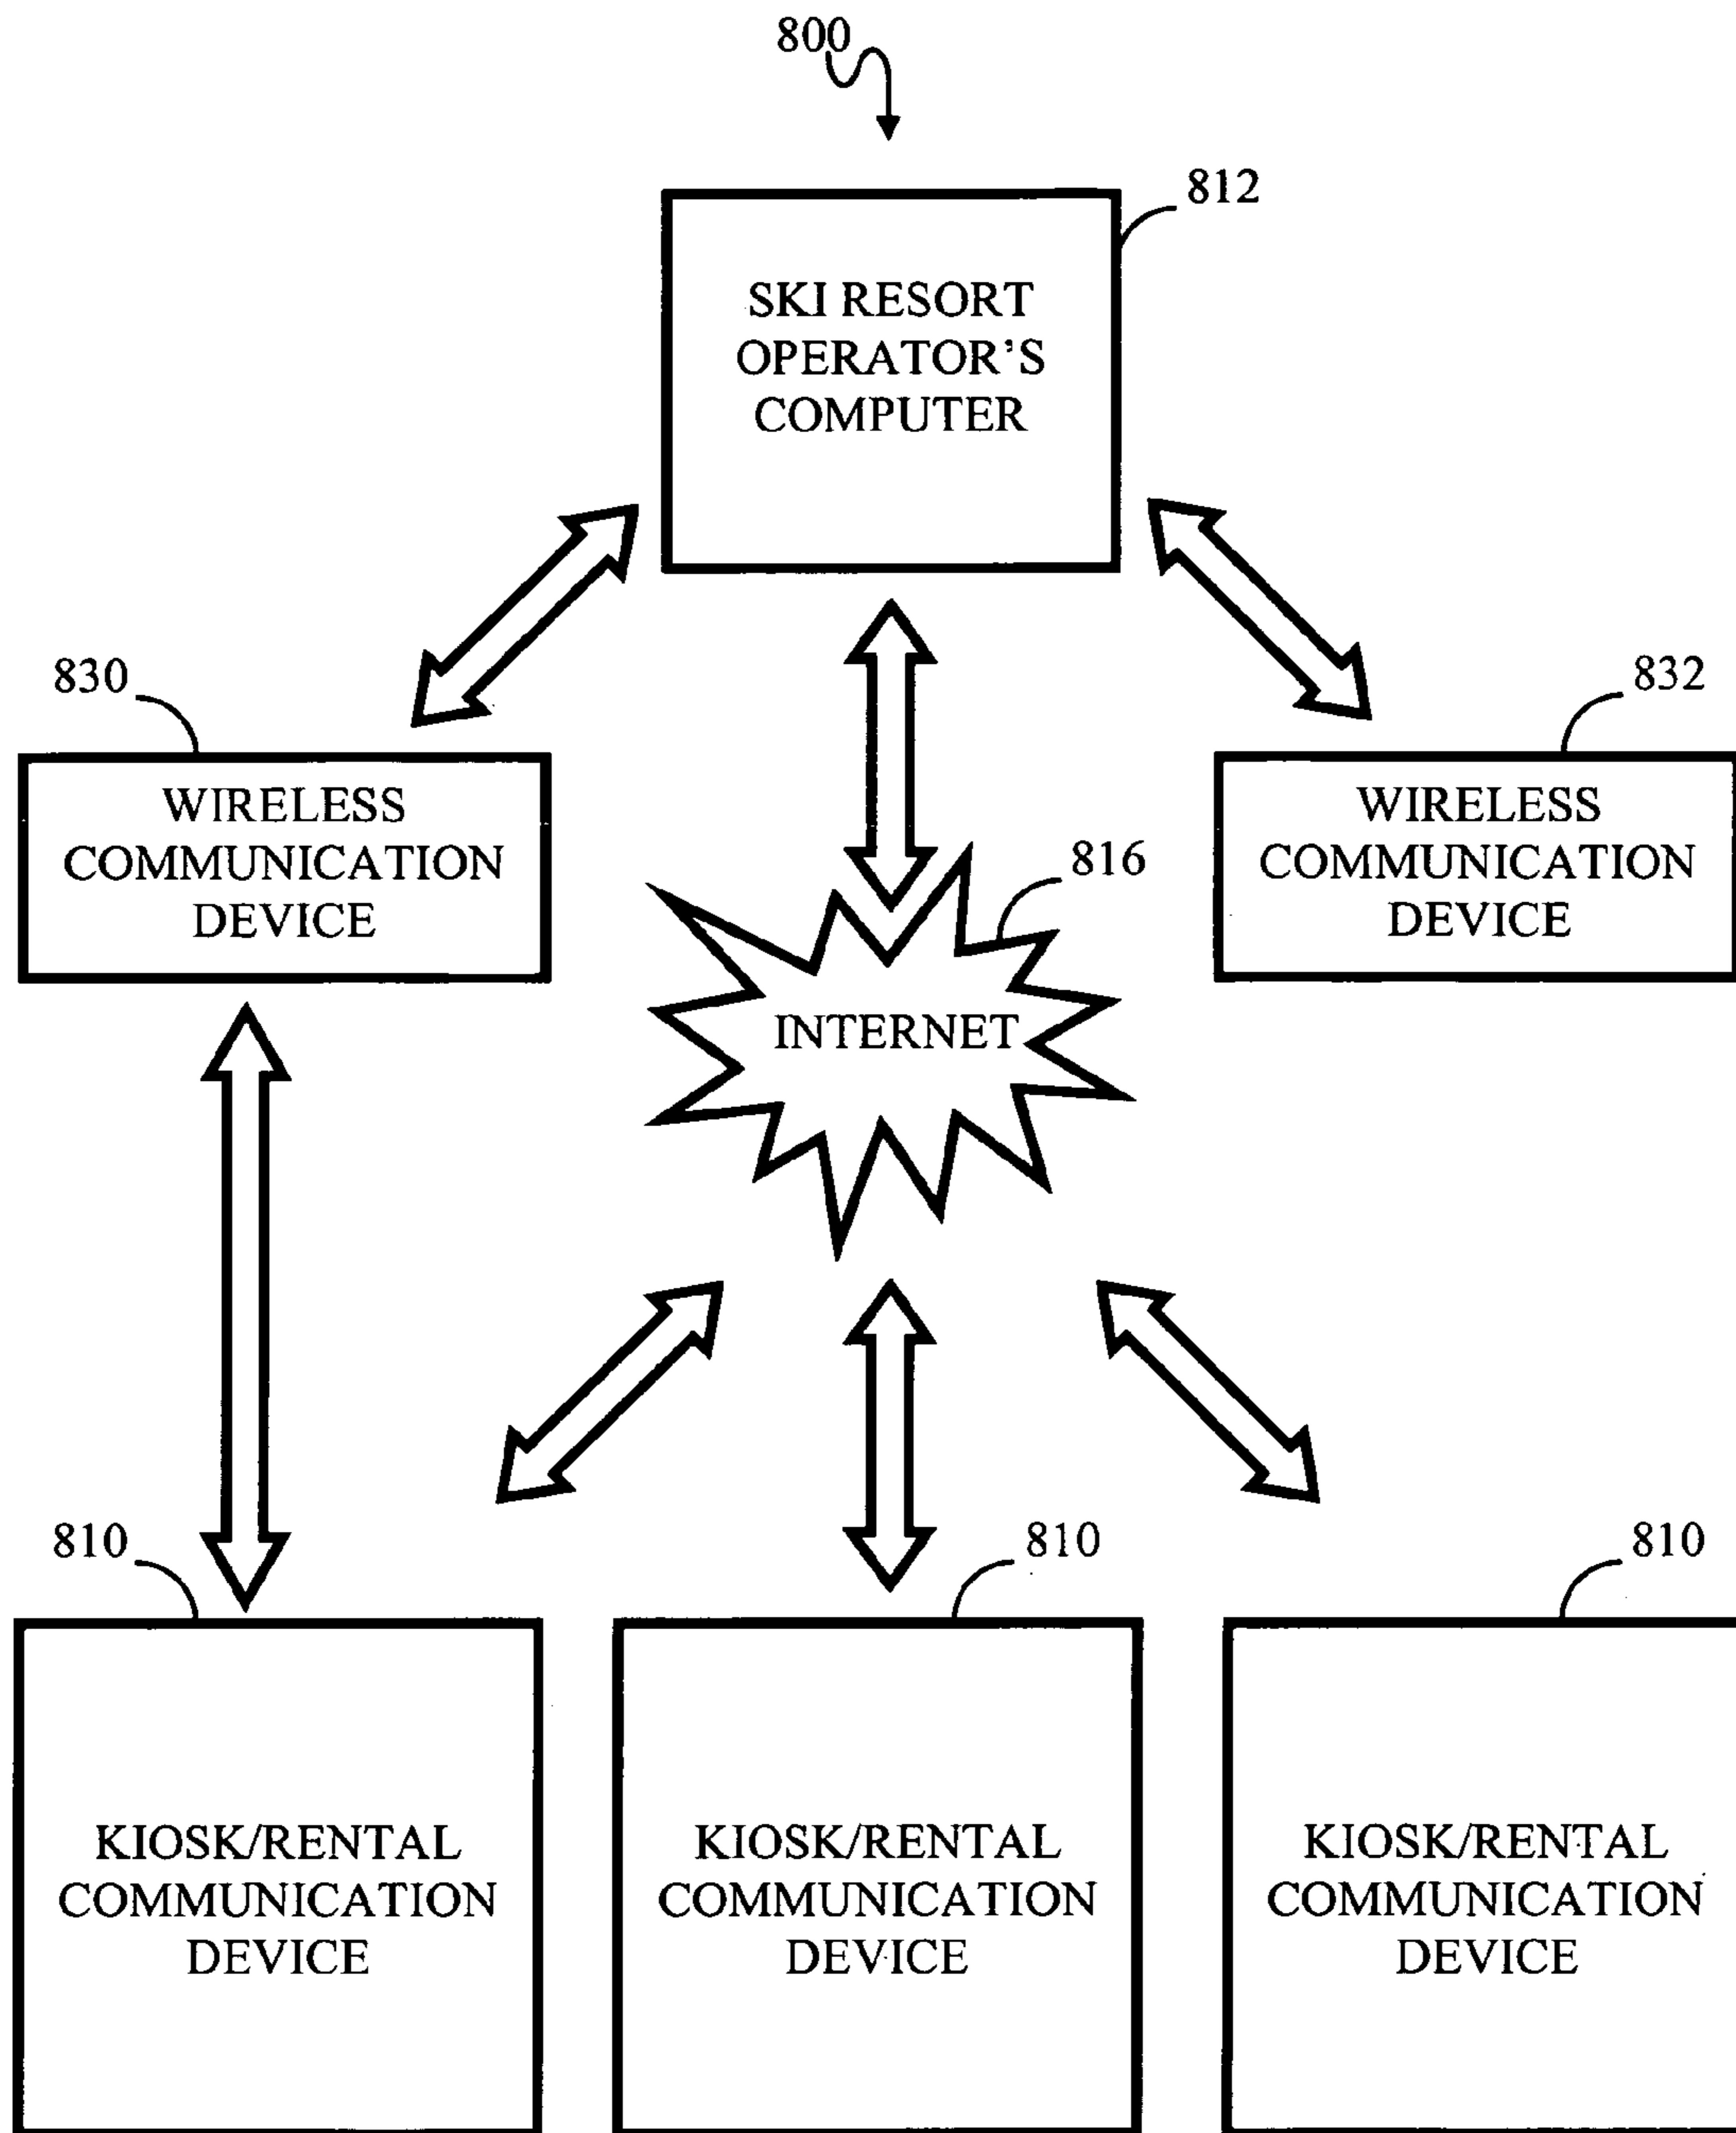 800
812
SKI RESORT
OPERATOR'S
COMPUTER
830
832
WIRELESS
COMMUNICATION
DEVICE
816
WIRELESS
COMMUNICATION
DEVICE
INTERNET
810
810
810
KIOSK/RENTAL
COMMUNICATION
DEVICE
KIOSK/RENTAL
COMMUNICATION
DEVICE
KIOSK/RENTAL
COMMUNICATION
DEVICE